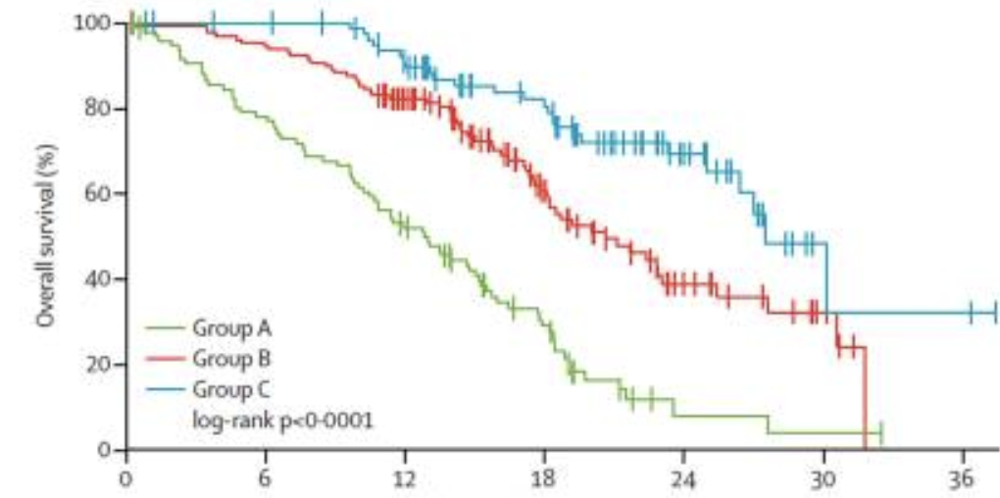 100
80
60
40
20
0
Overall survival (%)
Group A
Group B
Group C
log-rank p<0·0001
0 6 12 18 24 30 36